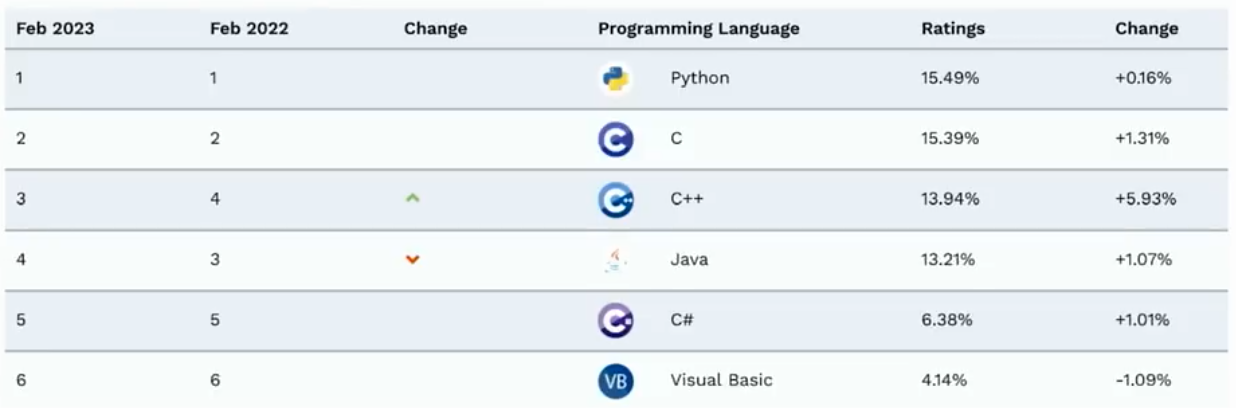 Feb 2023 Feb 2022 Change Programming Language Ratings Change
1 1 Python 15.49% +0.16%
2 2 C 15.39% +1.31%
3 4 C++ 13.94% +5.93%
4 3 Java 13.21% +1.07%
5 5 C# 6.38% +1.01%
6 6 VB Visual Basic 4.14% -1.09%